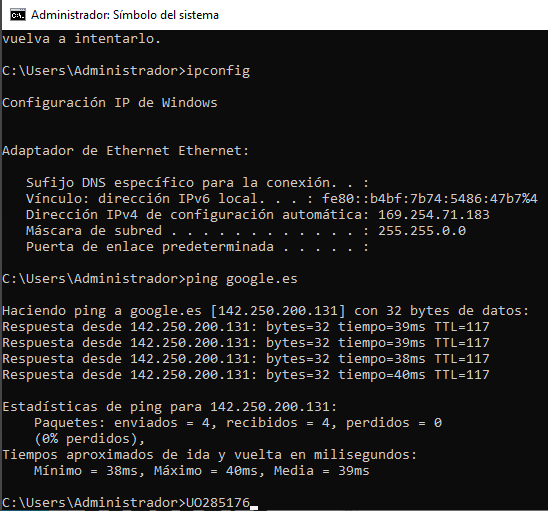 Administrador: Símbolo del sistema
vuelva a intentarlo.
C:\Users\Administrador>ipconfig
Configuración IP de Windows
Adaptador de Ethernet Ethernet:
Sufijo DNS específico para la conexión. . :
Vínculo: dirección IPv6 local. . . : fe80::b4bf:7b74:5486:47b7%4
Dirección IPv4 de configuración automática: 169.254.71.183
Máscara de subred . . . . . . . . . . . . : 255.255.0.0
Puerta de enlace predeterminada . . . . . :
C:\Users\Administrador>ping google.es
Haciendo ping a google.es [142.250.200.131] con 32 bytes de datos:
Respuesta desde 142.250.200.131: bytes=32 tiempo=39ms TTL=117
Respuesta desde 142.250.200.131: bytes=32 tiempo=39ms TTL=117
Respuesta desde 142.250.200.131: bytes=32 tiempo=38ms TTL=117
Respuesta desde 142.250.200.131: bytes=32 tiempo=40ms TTL=117
Estadísticas de ping para 142.250.200.131:
Paquetes: enviados = 4, recibidos = 4, perdidos = 0
(0% perdidos),
Tiempos aproximados de ida y vuelta en milisegundos:
Mínimo = 38ms, Máximo = 40ms, Media = 39ms
C:\Users\Administrador>UO285176